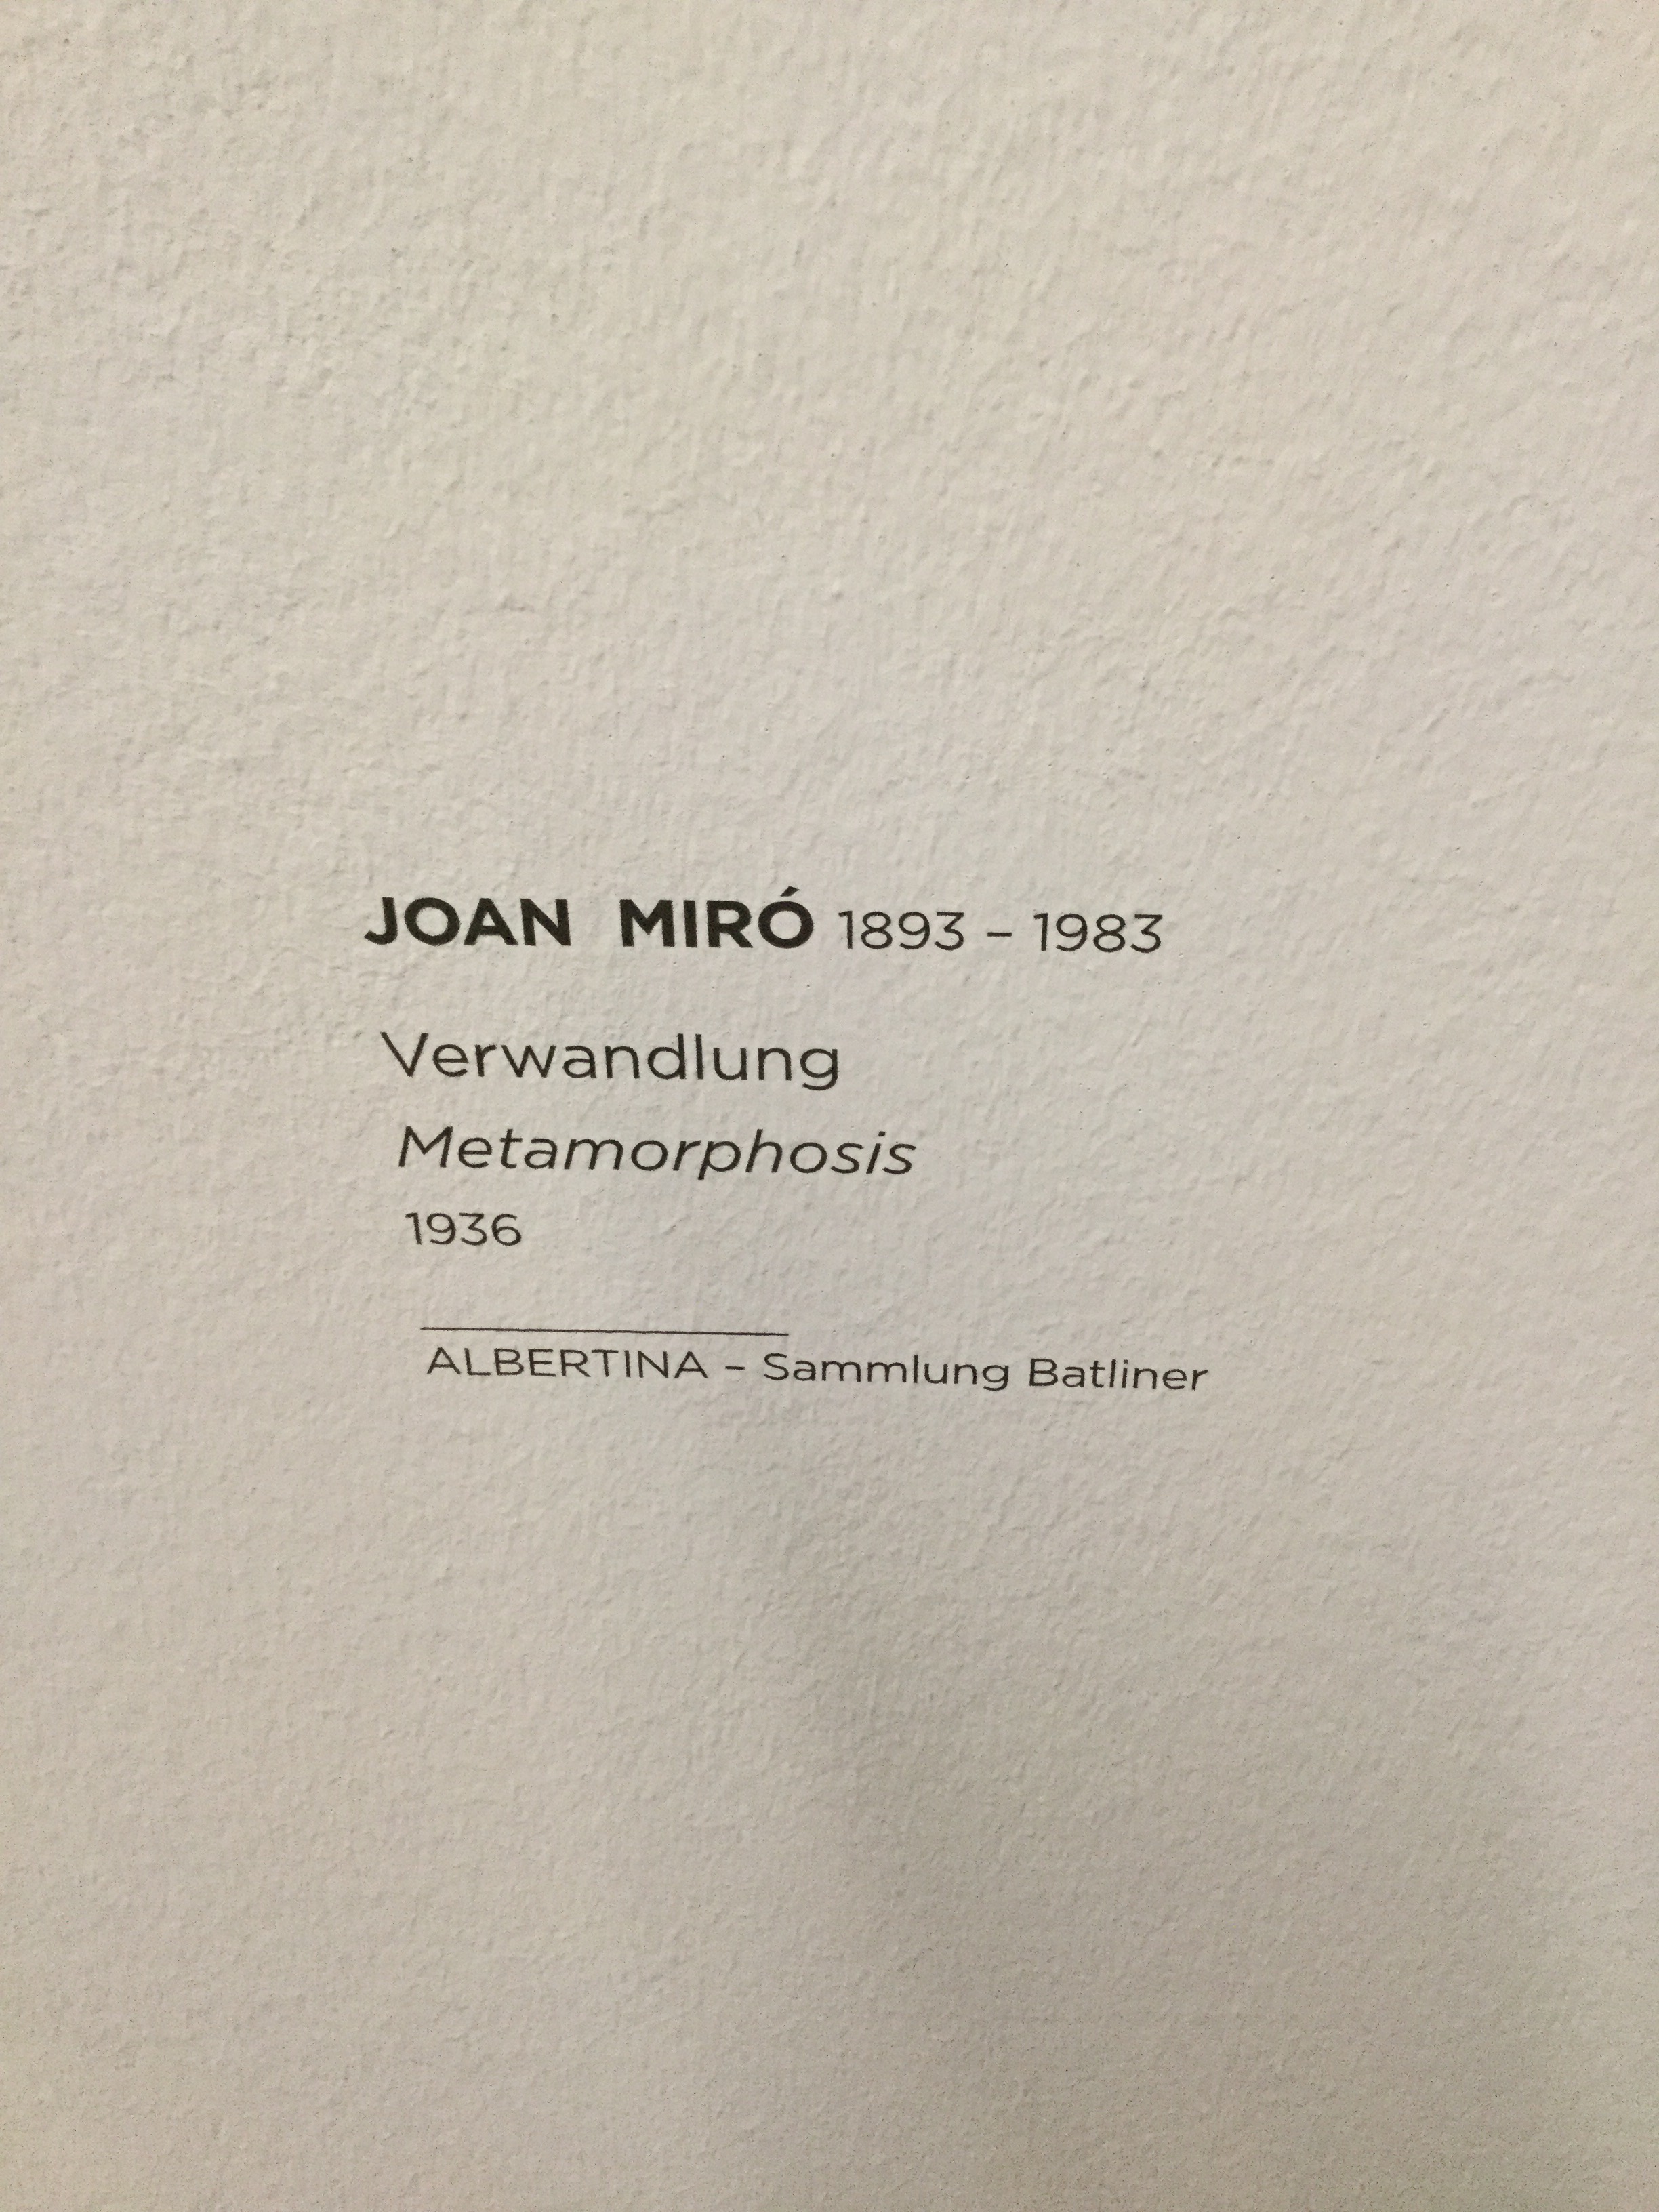 JOAN MIRÓ 1893 – 1983
Verwandlung
Metamorphosis
1936
ALBERTINA – Sammlung Batliner